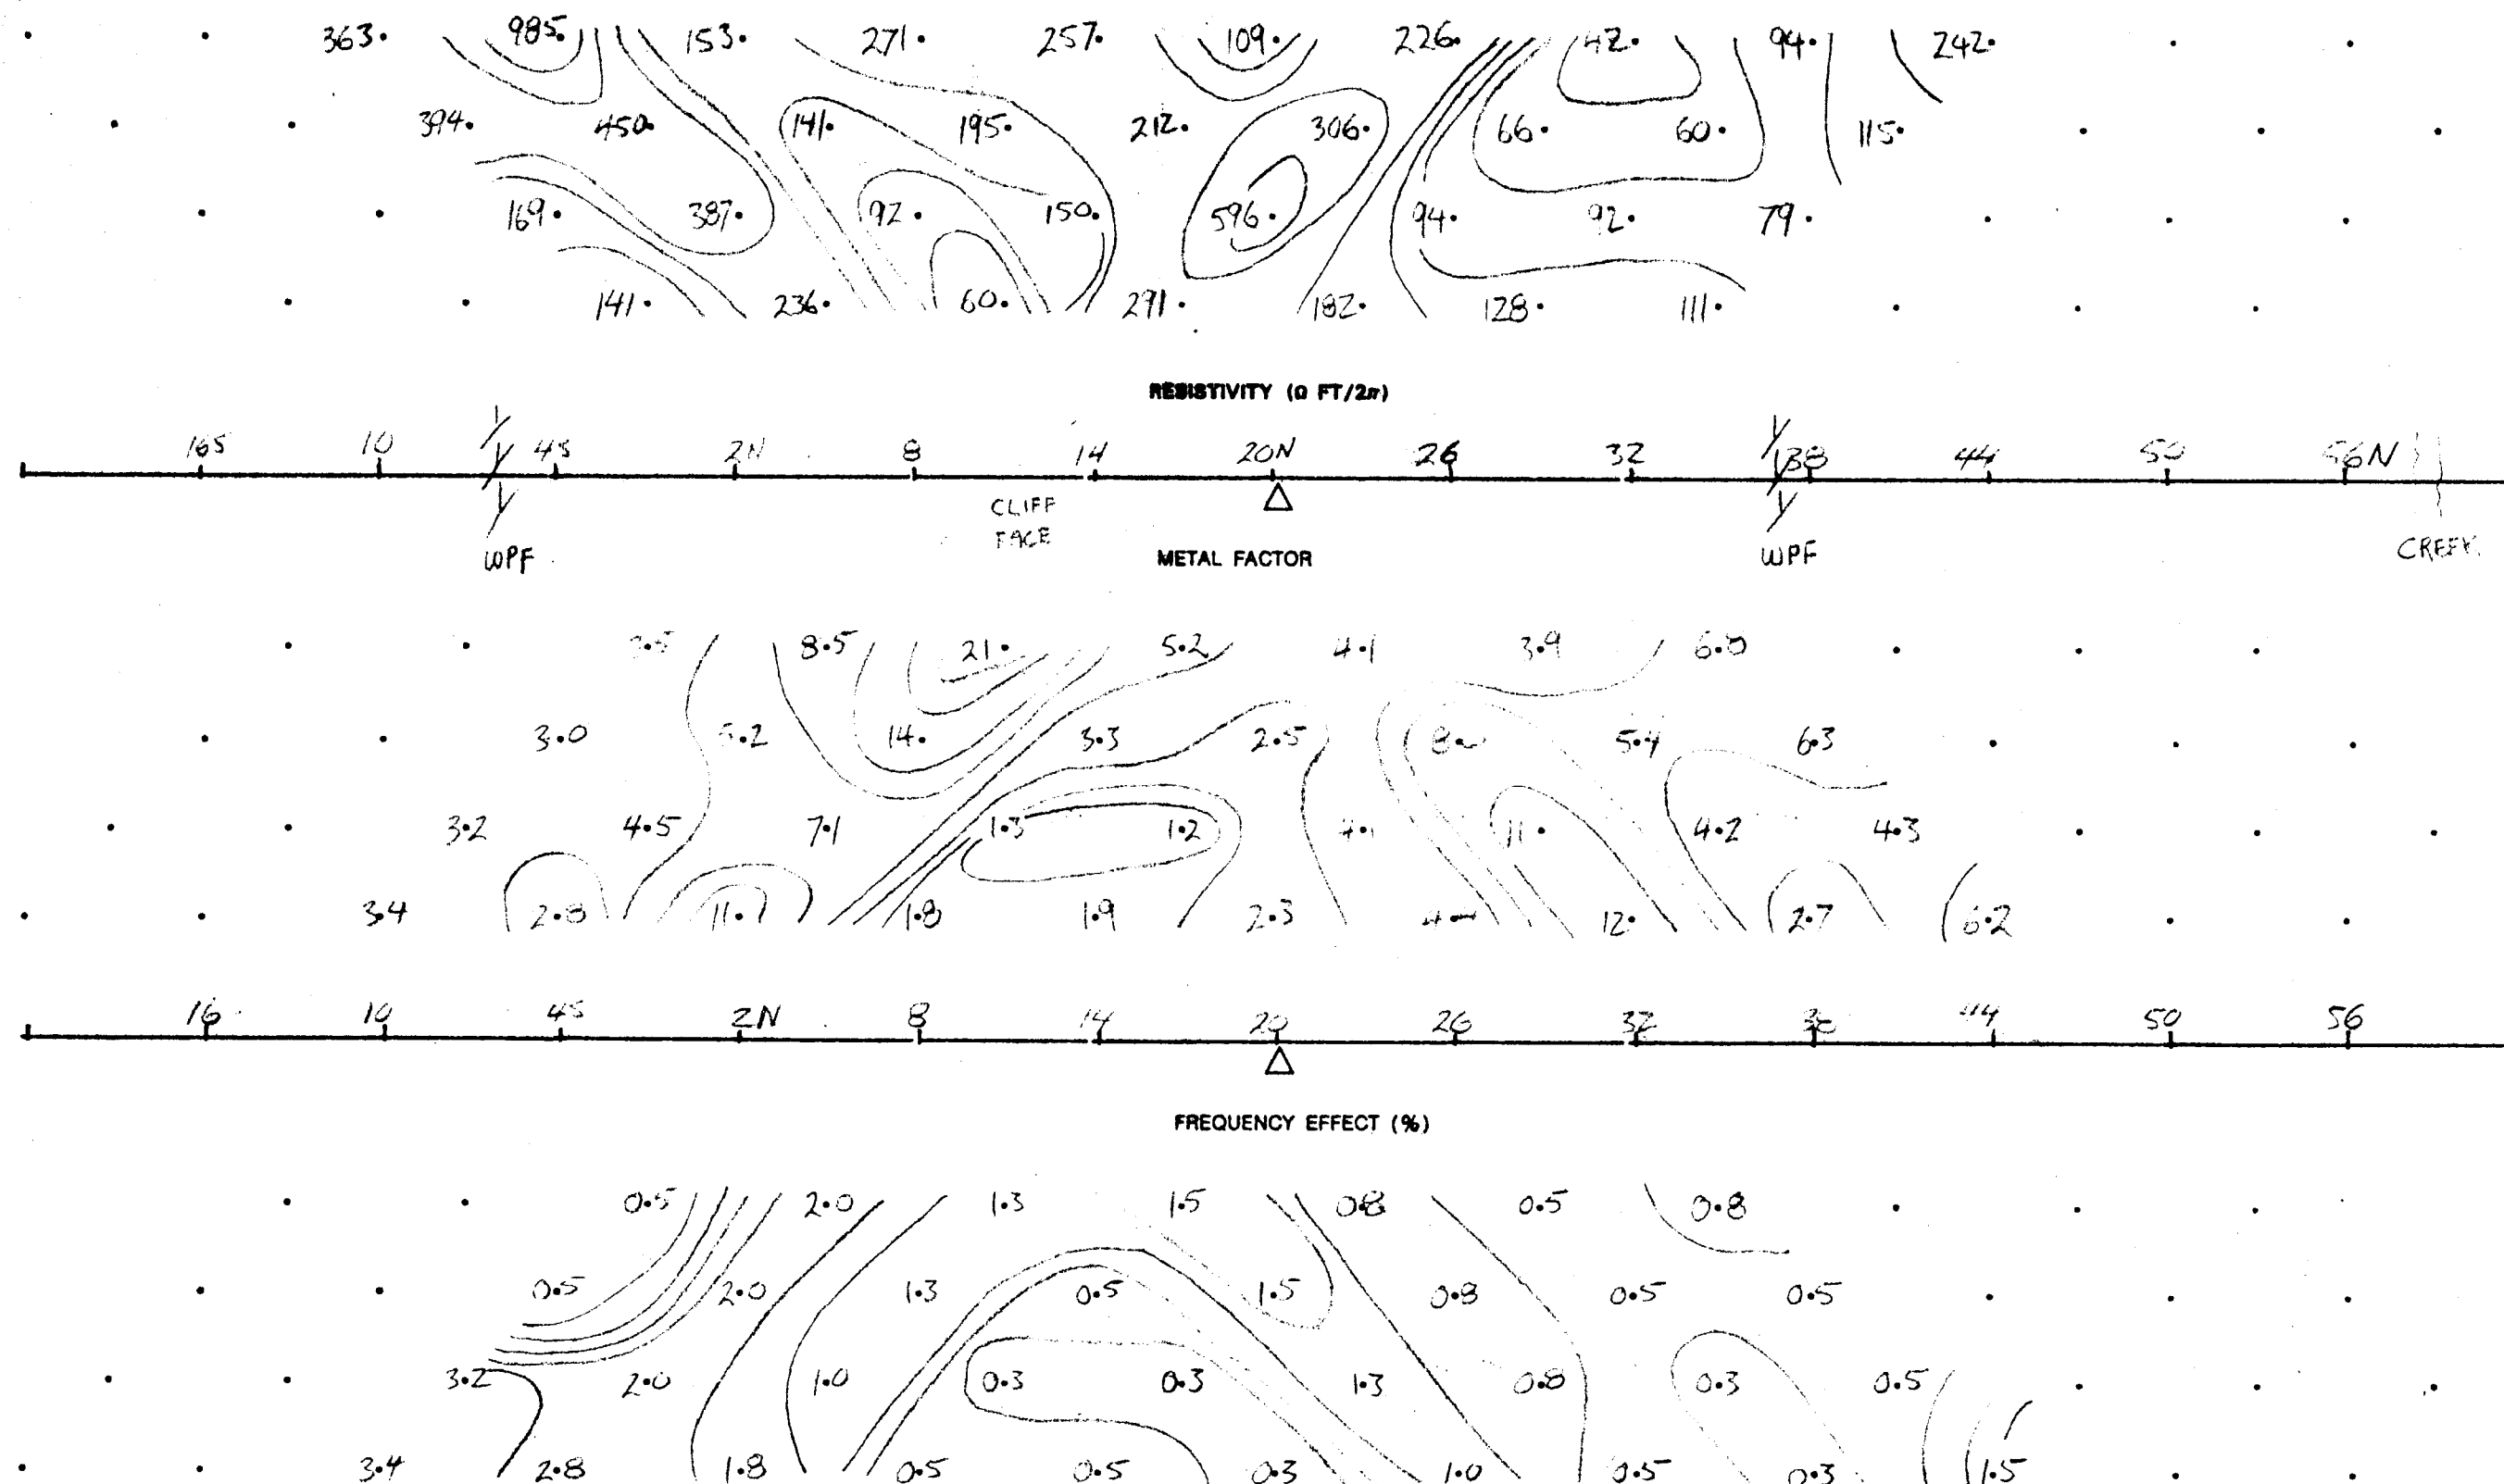 363. 985. 153. 271. 257. 109. 226. 42. 94. 242.
394. 450. 141. 195. 212. 306. 66. 60. 115.
169. 387. 92. 150. 596. 94. 92. 79.
141. 236. 60. 291. 182. 128. 111.
RESISTIVITY (Ω FT/2π)
16S 10 4S 2N 8 14 20N 26 32 38 44 50 56N
CLIFF
FACE
WPF METAL FACTOR WPF CREEK
8.5 21. 5.2 4.1 3.9 6.0
3.0 14. 3.3 2.5 5.4 6.3
3.2 4.5 7.1 1.3 1.2 4.1 11. 4.2 4.3
3.4 2.8 11. 1.8 1.9 2.3 12. 2.7 6.2
16 10 4S 2N 8 14 20 26 32 38 44 50 56
FREQUENCY EFFECT (%)
0.5 2.0 1.3 1.5 0.8 0.5 0.8
0.5 2.0 1.3 0.5 1.5 0.8 0.5 0.5
3.2 2.0 1.0 0.3 0.3 1.3 0.8 0.3 0.5
3.4 2.8 1.8 0.5 0.5 0.3 1.0 0.5 0.3 1.5